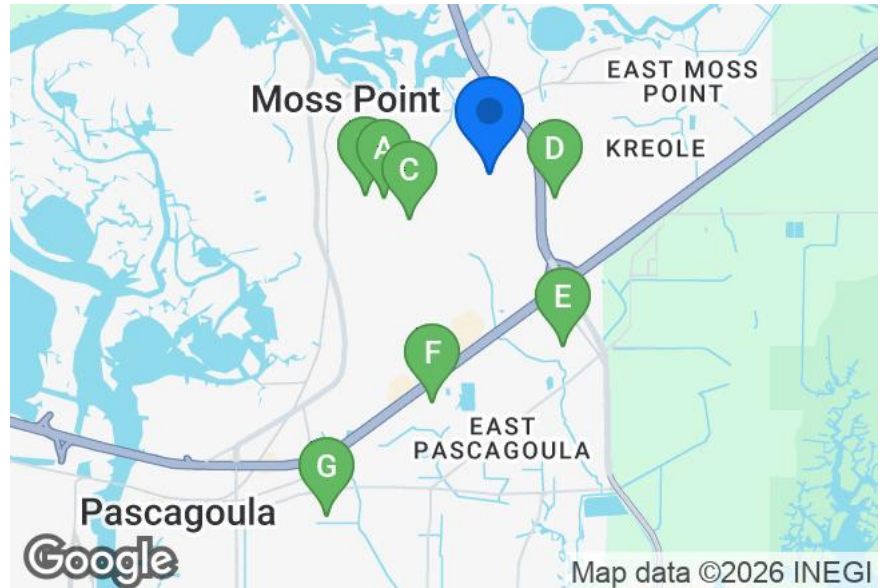 EAST MOSS
POINT
Moss Point
A
D
KREOLE
C
E
F
EAST
PASCAGOULA
G
Pascagoula
Google
Map data ©2026 INEGI